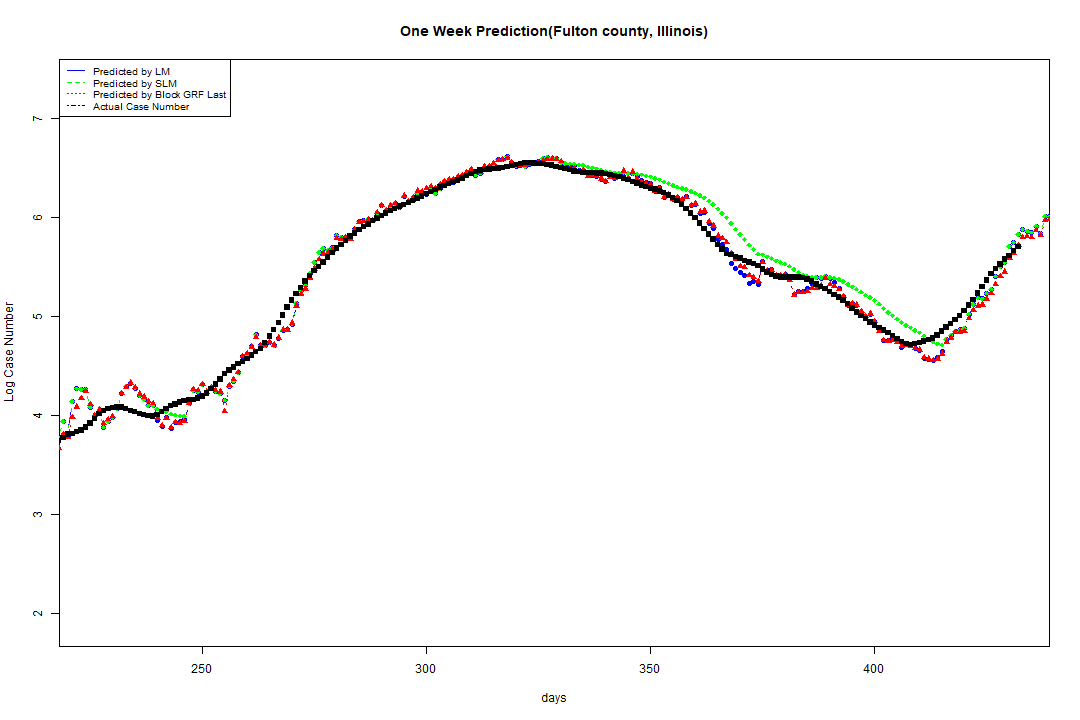 One Week Prediction(Fulton county, Illinois)
Predicted by LM
Predicted by SLM
Predicted by Block GRF Last
Actual Case Number
7
6
5
4
3
2
Log Case Number
250
300
350
400
days